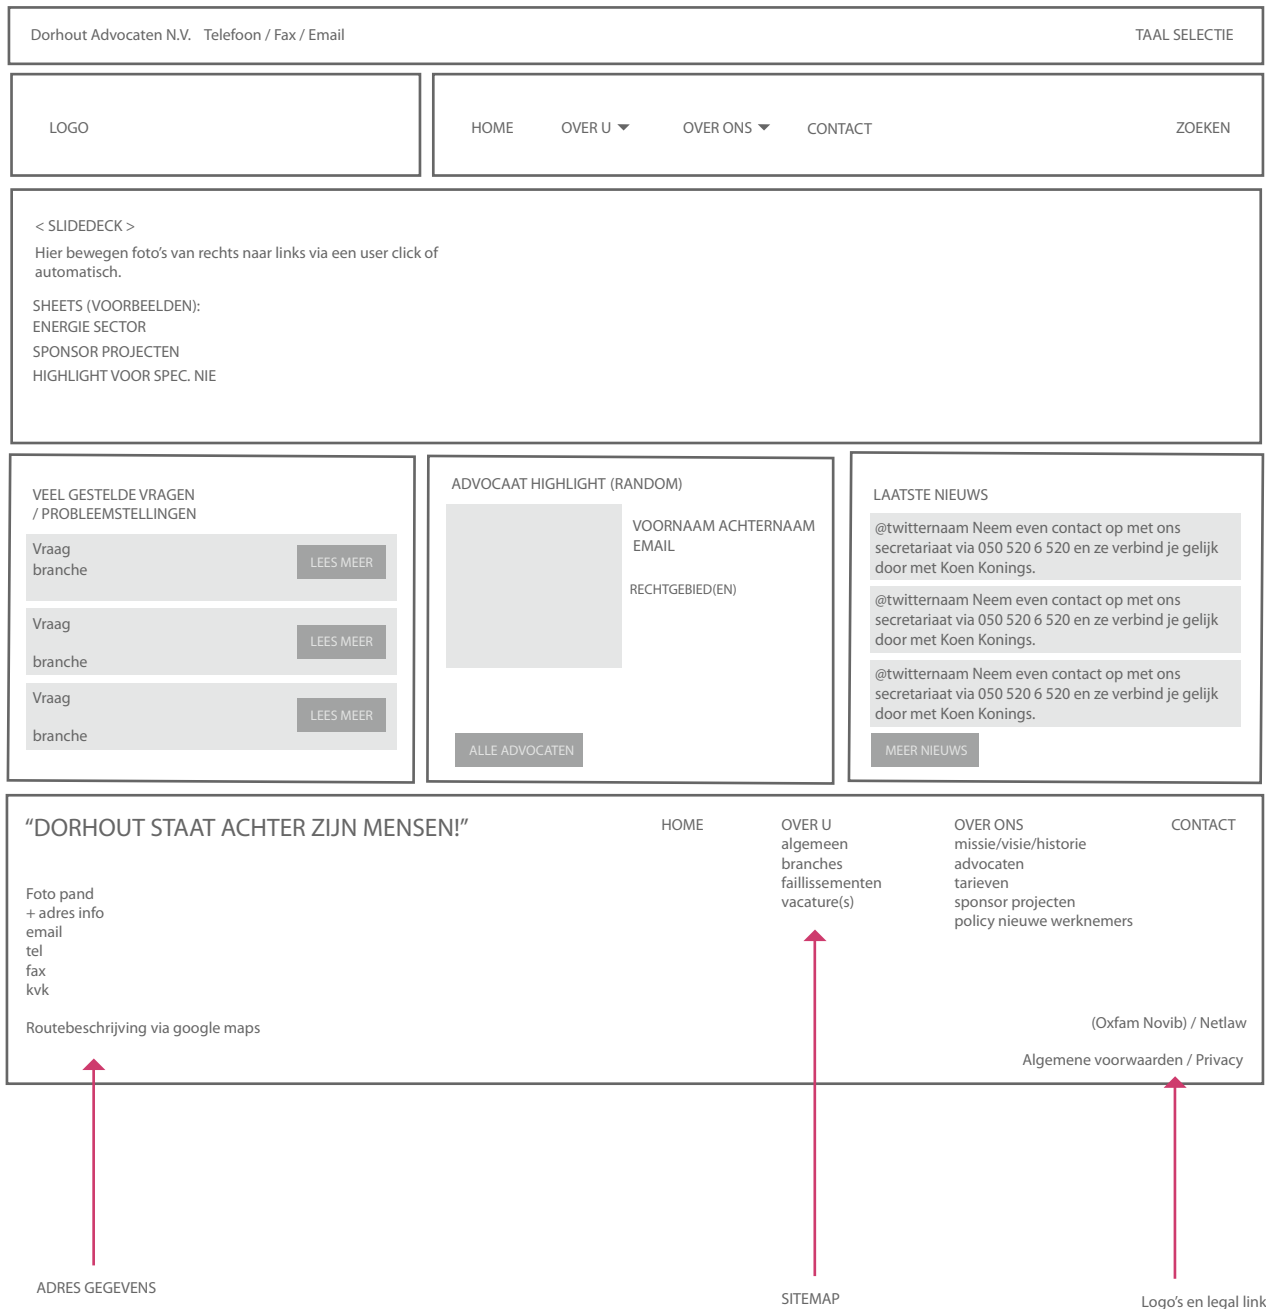 Dorhout Advocaten N.V. Telefoon / Fax / Email
TAAL SELECTIE
LOGO
HOME
OVER U
OVER ONS
CONTACT
ZOEKEN
< SLIDEDECK >
Hier bewegen foto's van rechts naar links via een user click of
automatisch.
SHEETS (VOORBEELDEN):
ENERGIE SECTOR
SPONSOR PROJECTEN
HIGHLIGHT VOOR SPEC. NIE
VEEL GESTELDE VRAGEN
/ PROBLEEMSTELLINGEN
Vraag
branche
LEES MEER
Vraag
branche
LEES MEER
Vraag
branche
LEES MEER
ADVOCAAT HIGHLIGHT (RANDOM)
VOORNAAM ACHTERNAAM
EMAIL
RECHTGEBIED(EN)
ALLE ADVOCATEN
LAATSTE NIEUWS
@twitternaam Neem even contact op met ons
secretariaat via 050 520 6 520 en ze verbind je gelijk
door met Koen Konings.
@twitternaam Neem even contact op met ons
secretariaat via 050 520 6 520 en ze verbind je gelijk
door met Koen Konings.
@twitternaam Neem even contact op met ons
secretariaat via 050 520 6 520 en ze verbind je gelijk
door met Koen Konings.
MEER NIEUWS
“DORHOUT STAAT ACHTER ZIJN MENSEN!”
Foto pand
+ adres info
email
tel
fax
kvk
Routebeschrijving via google maps
HOME
OVER U
algemeen
branches
faillissementen
vacature(s)
OVER ONS
missie/visie/historie
advocaten
tarieven
sponsor projecten
policy nieuwe werknemers
CONTACT
(Oxfam Novib) / Netlaw
Algemene voorwaarden / Privacy
ADRES GEGEVENS
SITEMAP
Logo's en legal link